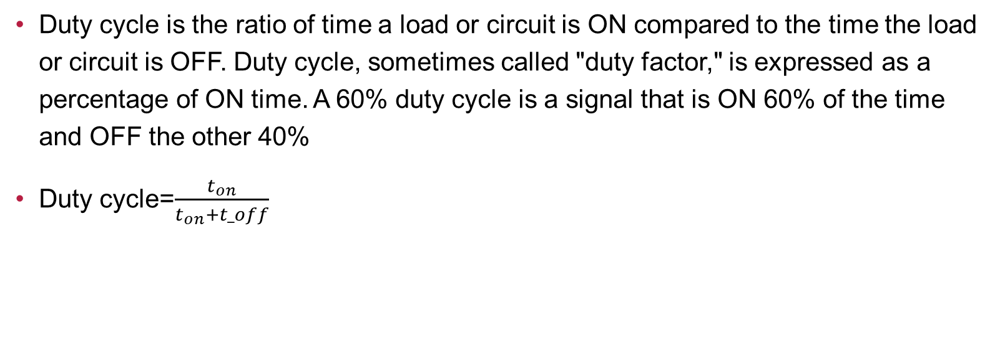 • Duty cycle is the ratio of time a load or circuit is ON compared to the time the load
or circuit is OFF. Duty cycle, sometimes called "duty factor," is expressed as a
percentage of ON time. A 60% duty cycle is a signal that is ON 60% of the time
and OFF the other 40%
• Duty cycle=
t_{on}
t_{on}+t_off